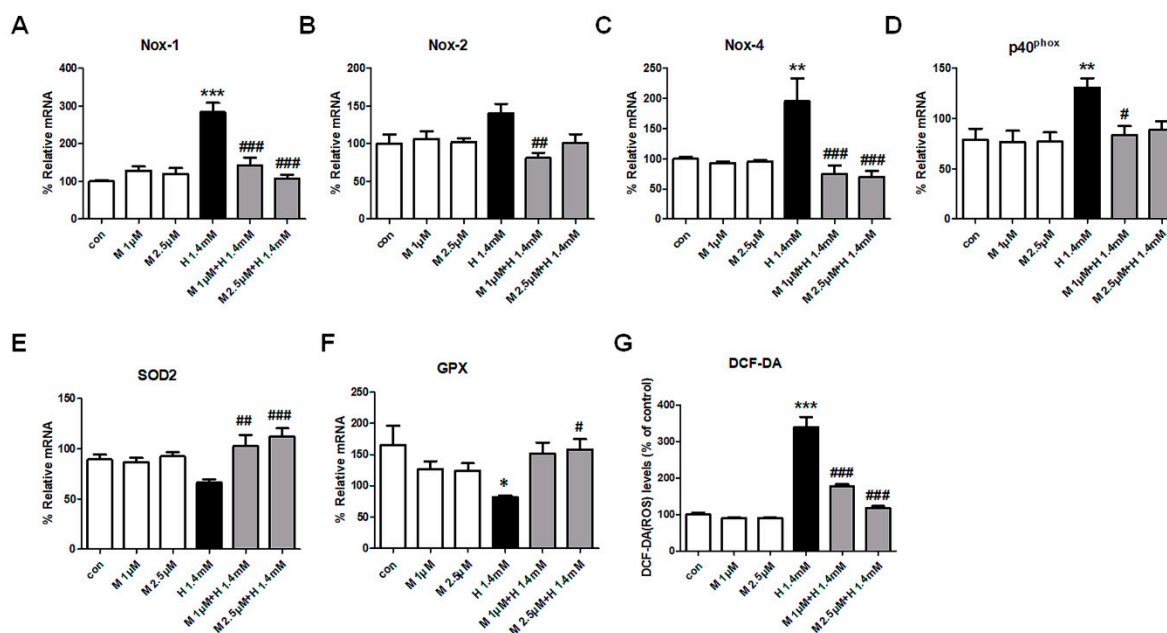 A
Nox-1
% Relative mRNA
400
300
200
100
0
***
###
###
con
M 1µM
M 2.5µM
H 1.4mM
M 1µM+H 1.4mM
M 2.5µM+H 1.4mM
B
Nox-2
% Relative mRNA
200
150
100
50
0
##
con
M 1µM
M 2.5µM
H 1.4mM
M 1µM+H 1.4mM
M 2.5µM+H 1.4mM
C
Nox-4
% Relative mRNA
250
200
150
100
50
0
**
###
###
con
M 1µM
M 2.5µM
H 1.4mM
M 1µM+H 1.4mM
M 2.5µM+H 1.4mM
D
p40phox
% Relative mRNA
150
100
50
0
**
#
con
M 1µM
M 2.5µM
H 1.4mM
M 1µM+H 1.4mM
M 2.5µM+H 1.4mM
E
SOD2
% Relative mRNA
150
100
50
0
##
###
con
M 1µM
M 2.5µM
H 1.4mM
M 1µM+H 1.4mM
M 2.5µM+H 1.4mM
F
GPX
% Relative mRNA
250
200
150
100
50
0
*
#
con
M 1µM
M 2.5µM
H 1.4mM
M 1µM+H 1.4mM
M 2.5µM+H 1.4mM
G
DCF-DA
DCF-DA(ROS) levels (% of control)
400
300
200
100
0
***
###
###
con
M 1µM
M 2.5µM
H 1.4mM
M 1µM+H 1.4mM
M 2.5µM+H 1.4mM